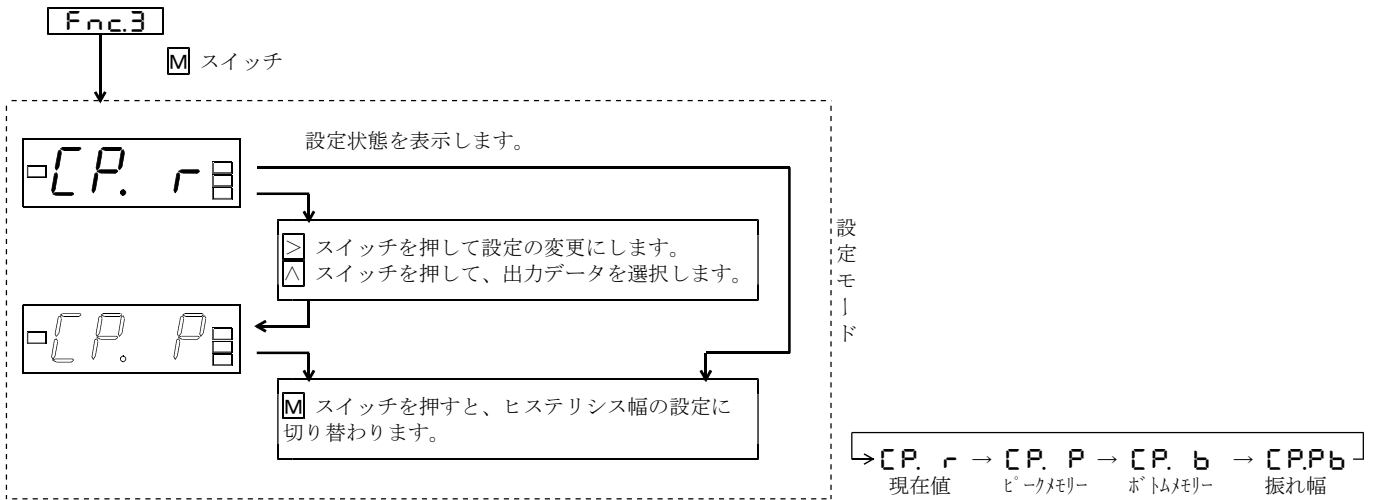 Fnc.3
M スイッチ
設定状態を表示します。
CP. r
> スイッチを押して設定の変更にします。
∧ スイッチを押して、出力データを選択します。
CP. P
M スイッチを押すと、ヒステリシス幅の設定に
切り替わります。
設定モード
CP. r → CP. P → CP. b → CP.Pb
現在値 ﾋﾟｰｸﾒﾓﾘｰ ﾎﾞﾄﾑﾒﾓﾘｰ 振れ幅